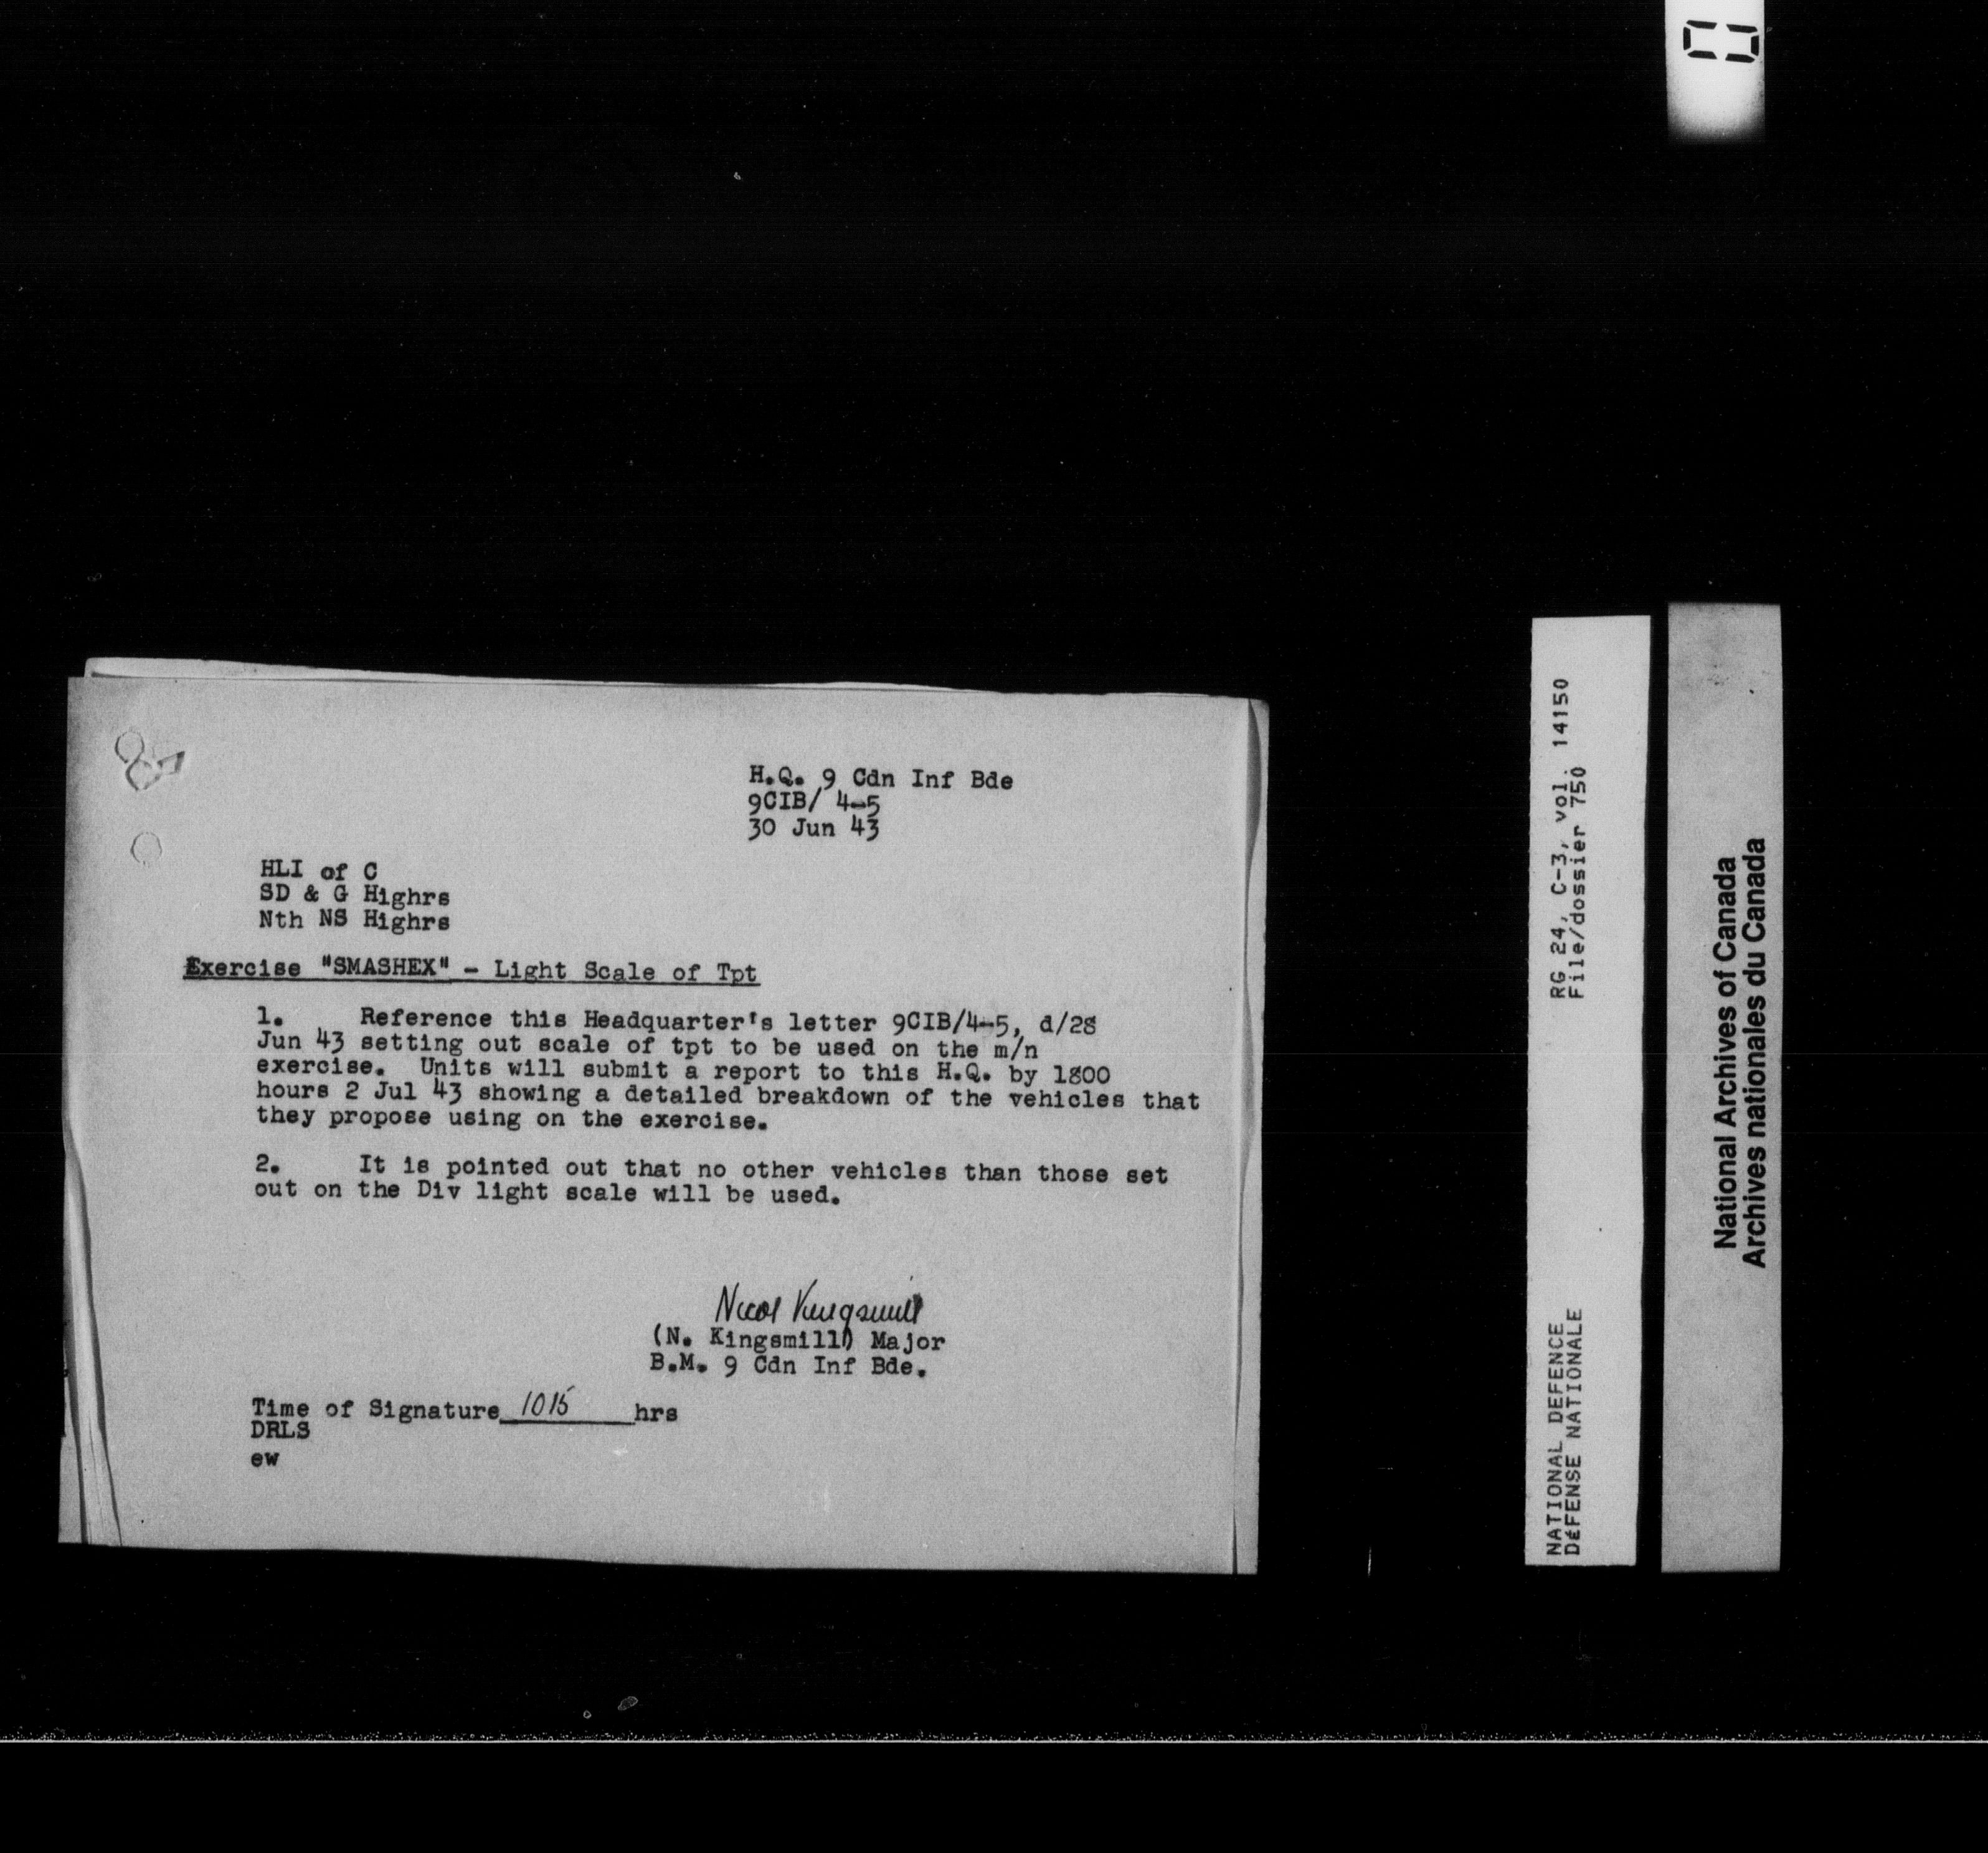 H.Q. 9 Cdn Inf Bde
9CIB/ 4-5
30 Jun 43
HLI of C
SD & G Highrs
Nth NS Highrs
Exercise "SMASHEX" - Light Scale of Tpt
1. Reference this Headquarter's letter 9CIB/4-5, d/28
Jun 43 setting out scale of tpt to be used on the m/n
exercise. Units will submit a report to this H.Q. by 1800
hours 2 Jul 43 showing a detailed breakdown of the vehicles that
they propose using on the exercise.
2. It is pointed out that no other vehicles than those set
out on the Div light scale will be used.
Nicol Kingsmill
(N. Kingsmill) Major
B.M. 9 Cdn Inf Bde.
Time of Signature 1015 hrs
DRLS
ew
RG 24, C-3, vol. 14150
File/dossier 750
NATIONAL DEFENCE
DéFENSE NATIONALE
National Archives of Canada
Archives nationales du Canada